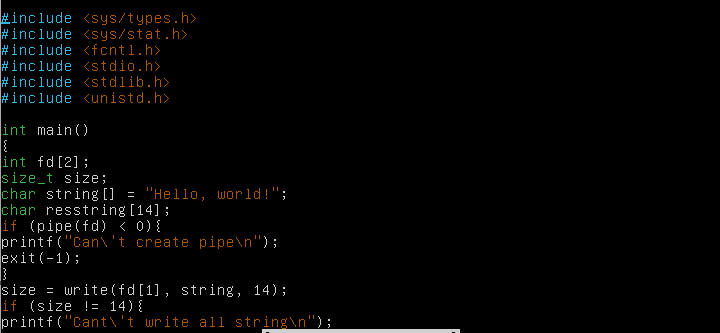 #include <sys/types.h>
#include <sys/stat.h>
#include <fcntl.h>
#include <stdio.h>
#include <stdlib.h>
#include <unistd.h>
int main()
{
int fd[2];
size_t size;
char string[] = "Hello, world!";
char resstring[14];
if (pipe(fd) < 0){
printf("Can\'t create pipe\n");
exit(-1);
}
size = write(fd[1], string, 14);
if (size != 14){
printf("Cant\'t write all string\n");